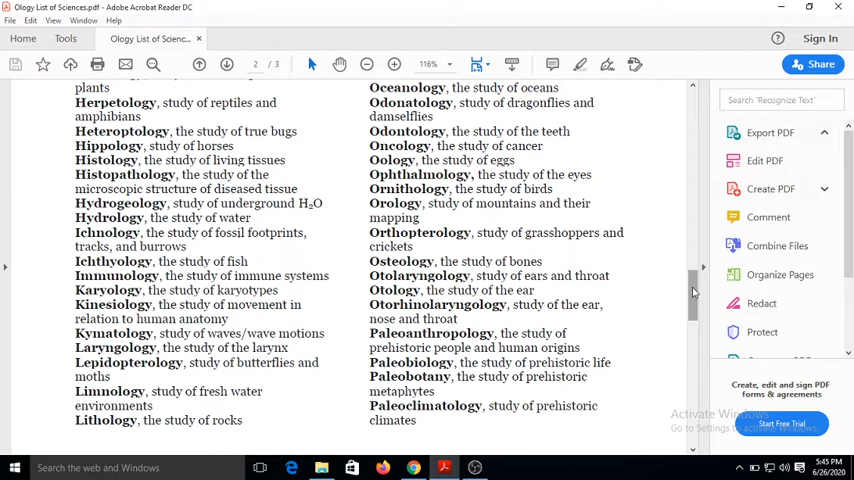 Ology List of Sciences.pdf - Adobe Acrobat Reader DC
File Edit View Window Help
Home Tools Ology List of Scienc... × Sign In
2 / 3 116% Share
plants
Herpetology, study of reptiles and
amphibians
Heteroptology, the study of true bugs
Hippology, study of horses
Histology, the study of living tissues
Histopathology, the study of the
microscopic structure of diseased tissue
Hydrogeology, study of underground H₂O
Hydrology, the study of water
Ichnology, the study of fossil footprints,
tracks, and burrows
Ichthyology, the study of fish
Immunology, the study of immune systems
Karyology, the study of karyotypes
Kinesiology, the study of movement in
relation to human anatomy
Kymatology, study of waves/wave motions
Laryngology, the study of the larynx
Lepidopterology, study of butterflies and
moths
Limnology, study of fresh water
environments
Lithology, the study of rocks
Oceanology, the study of oceans
Odonatology, study of dragonflies and
damselflies
Odontology, the study of the teeth
Oncology, the study of cancer
Oology, the study of eggs
Ophthalmology, the study of the eyes
Ornithology, the study of birds
Orology, study of mountains and their
mapping
Orthopterology, study of grasshoppers and
crickets
Osteology, the study of bones
Otolaryngology, study of ears and throat
Otology, the study of the ear
Otorhinolaryngology, study of the ear,
nose and throat
Paleoanthropology, the study of
prehistoric people and human origins
Paleobiology, the study of prehistoric life
Paleobotany, the study of prehistoric
metaphytes
Paleoclimatology, study of prehistoric
climates
Search 'Recognize Text'
Export PDF
Edit PDF
Create PDF
Comment
Combine Files
Organize Pages
Redact
Protect
Create, edit and sign PDF
forms & agreements
Start Free Trial
Activate Windows
Go to Settings to activate Windows.
Search the web and Windows
5:45 PM
6/26/2020